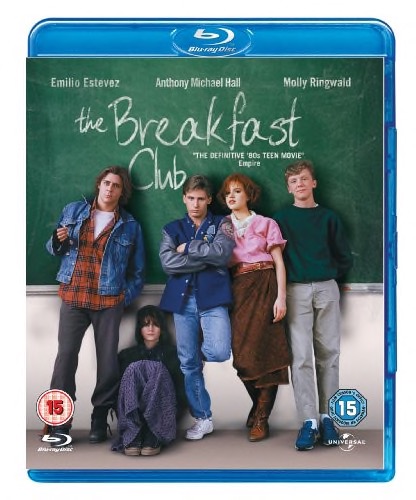 Blu-ray Disc
Emilio Estevez Anthony Michael Hall Molly Ringwald
the Breakfast
Club
"THE DEFINITIVE '80s TEEN MOVIE"
Empire
15
15
Blu-ray Disc
UNIVERSAL